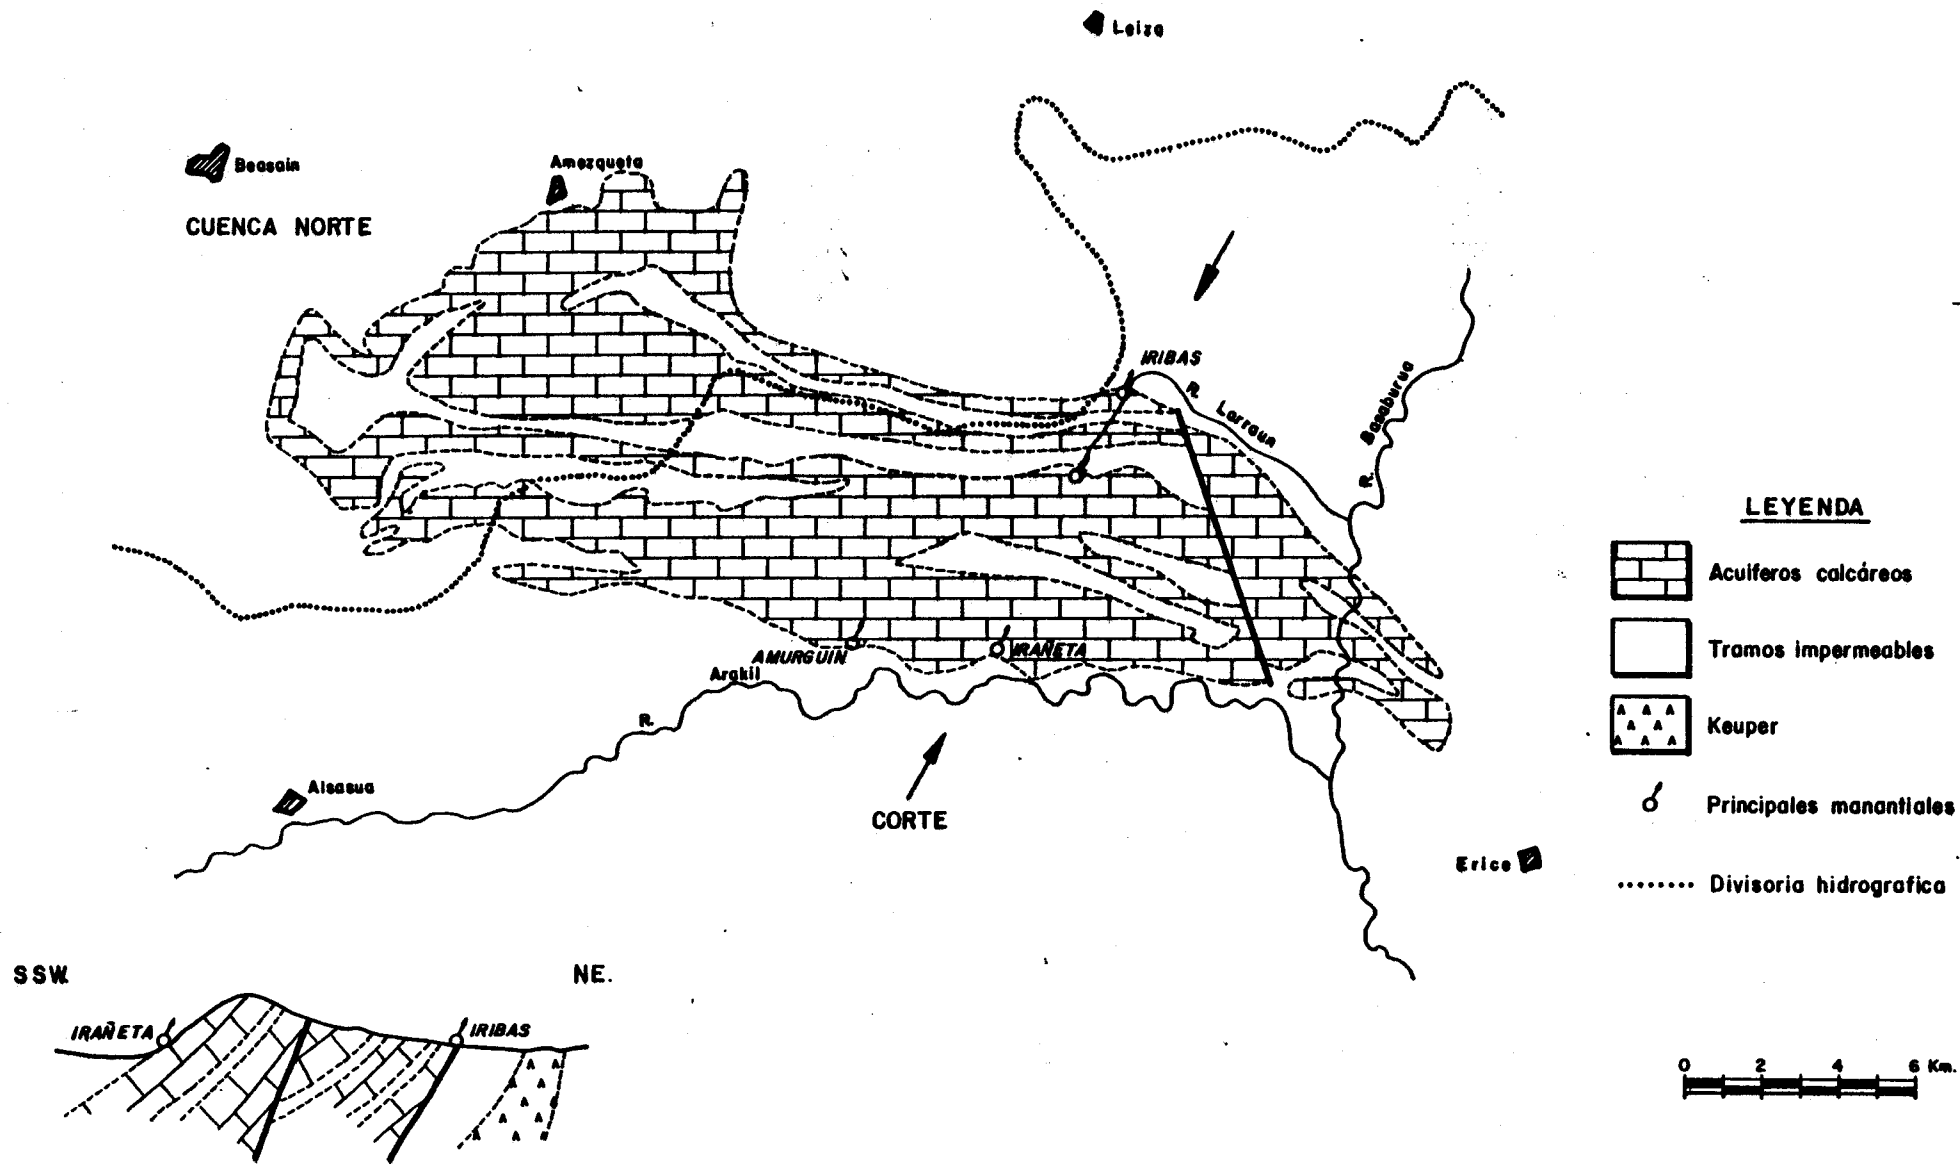 Leiza
Beasain
Amezqueta
CUENCA NORTE
IRIBAS
R. Larraun
R. Basaburua
AMURGUIN
IRAÑETA
R. Arakil
Alsasua
CORTE
Erice
LEYENDA
Acuiferos calcáreos
Tramos impermeables
Keuper
Principales manantiales
Divisoria hidrografica
SSW.
NE.
IRAÑETA
IRIBAS
0 2 4 6 Km.